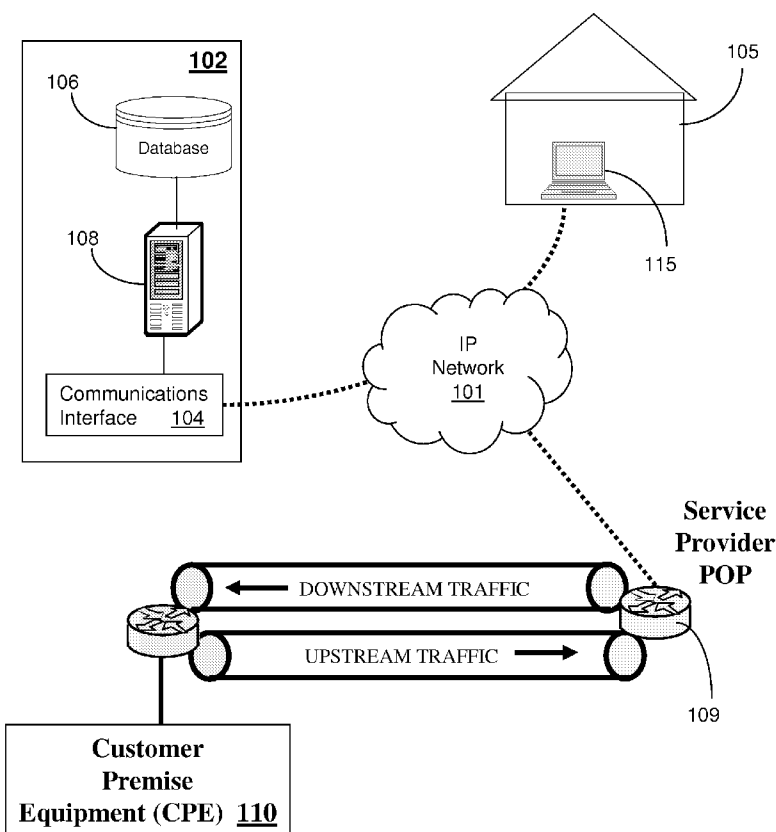 102
106
Database
108
Communications
Interface 104
105
115
IP
Network
101
Service
Provider
POP
DOWNSTREAM TRAFFIC
UPSTREAM TRAFFIC
109
Customer
Premise
Equipment (CPE) 110